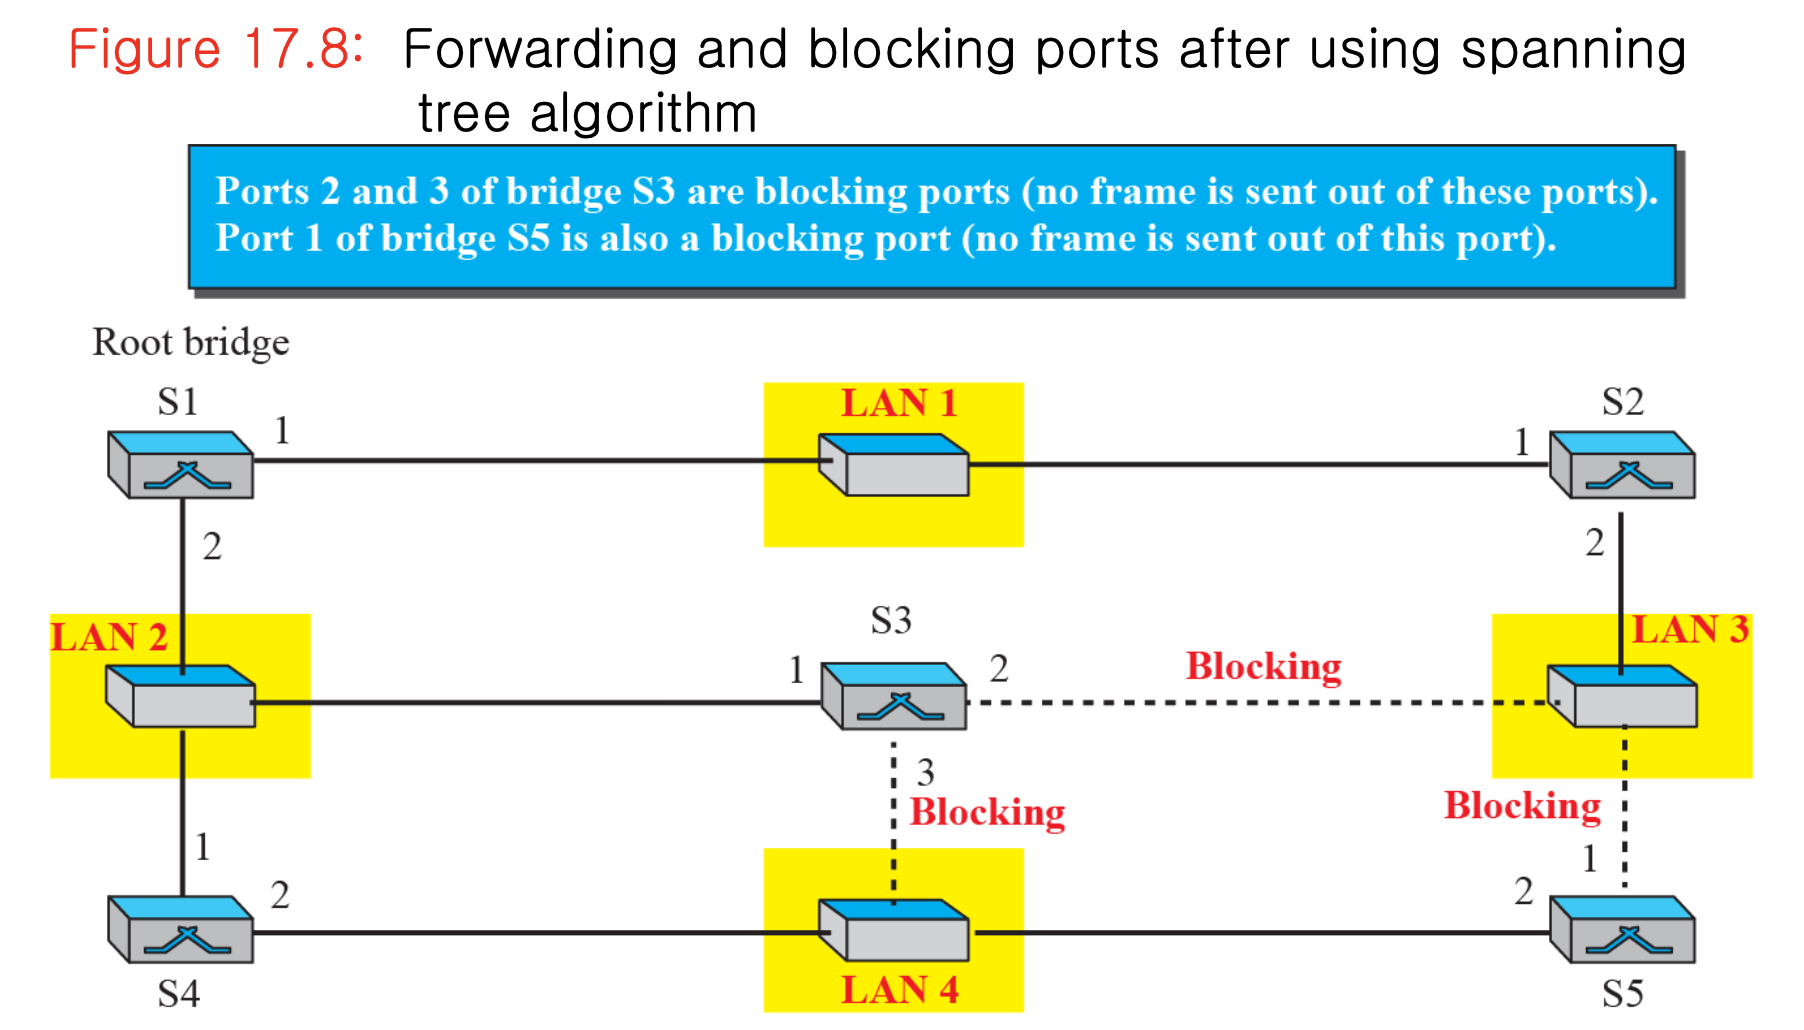 Figure 17.8: Forwarding and blocking ports after using spanning
tree algorithm
Ports 2 and 3 of bridge S3 are blocking ports (no frame is sent out of these ports).
Port 1 of bridge S5 is also a blocking port (no frame is sent out of this port).
Root bridge
S1
1
LAN 1
1
S2
2
2
LAN 2
S3
LAN 3
1
2
Blocking
3
Blocking
Blocking
1
1
2
2
S4
LAN 4
S5